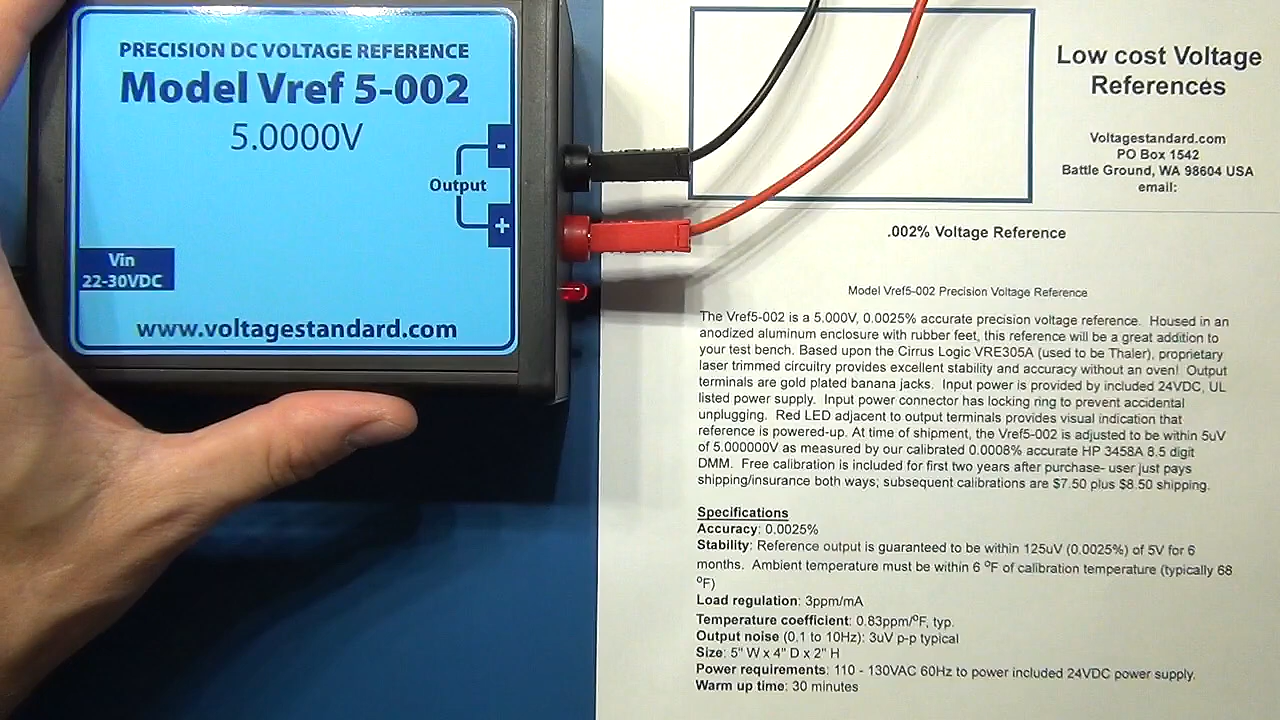 PRECISION DC VOLTAGE REFERENCE
Model Vref 5-002
5.0000V
-
Output
+
Vin
22-30VDC
www.voltagestandard.com
Low cost Voltage
References
Voltagestandard.com
PO Box 1542
Battle Ground, WA 98604 USA
email:
.002% Voltage Reference
Model Vref5-002 Precision Voltage Reference
The Vref5-002 is a 5.000V, 0.0025% accurate precision voltage reference. Housed in an
anodized aluminum enclosure with rubber feet, this reference will be a great addition to
your test bench. Based upon the Cirrus Logic VRE305A (used to be Thaler), proprietary
laser trimmed circuitry provides excellent stability and accuracy without an oven! Output
terminals are gold plated banana jacks. Input power is provided by included 24VDC, UL
listed power supply. Input power connector has locking ring to prevent accidental
unplugging. Red LED adjacent to output terminals provides visual indication that
reference is powered-up. At time of shipment, the Vref5-002 is adjusted to be within 5uV
of 5.000000V as measured by our calibrated 0.0008% accurate HP 3458A 8.5 digit
DMM. Free calibration is included for first two years after purchase- user just pays
shipping/insurance both ways; subsequent calibrations are $7.50 plus $8.50 shipping.
Specifications
Accuracy: 0.0025%
Stability: Reference output is guaranteed to be within 125uV (0.0025%) of 5V for 6
months. Ambient temperature must be within 6 ºF of calibration temperature (typically 68
ºF)
Load regulation: 3ppm/mA
Temperature coefficient: 0.83ppm/ºF, typ.
Output noise (0.1 to 10Hz): 3uV p-p typical
Size: 5" W x 4" D x 2" H
Power requirements: 110 - 130VAC 60Hz to power included 24VDC power supply.
Warm up time: 30 minutes